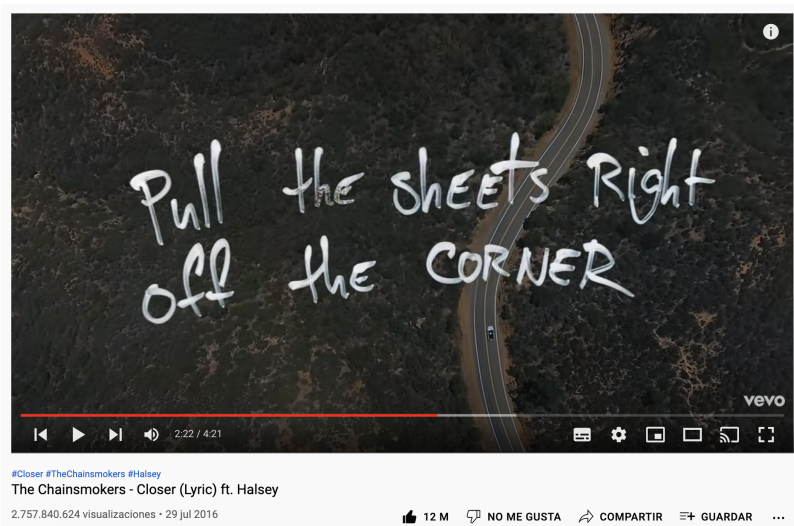 Pull the SHEETS Right
off the CORNER
vevo
2:22 / 4:21
#Closer #TheChainsmokers #Halsey
The Chainsmokers - Closer (Lyric) ft. Halsey
2.757.840.624 visualizaciones • 29 jul 2016
12 M NO ME GUSTA COMPARTIR GUARDAR